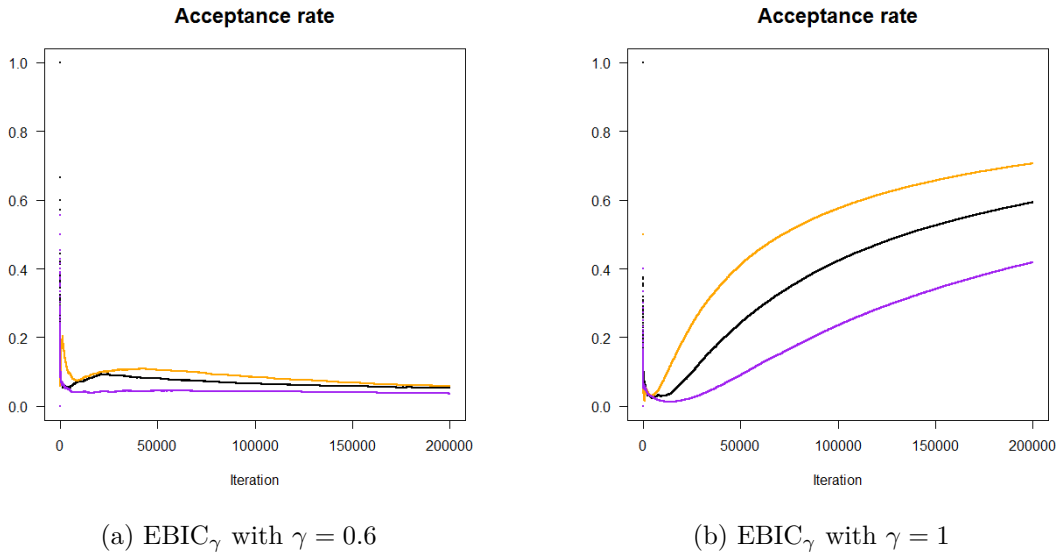 Acceptance rate
1.0
0.8
0.6
0.4
0.2
0.0
0 50000 100000 150000 200000
Iteration
(a) EBICγ with γ = 0.6
Acceptance rate
1.0
0.8
0.6
0.4
0.2
0.0
0 50000 100000 150000 200000
Iteration
(b) EBICγ with γ = 1